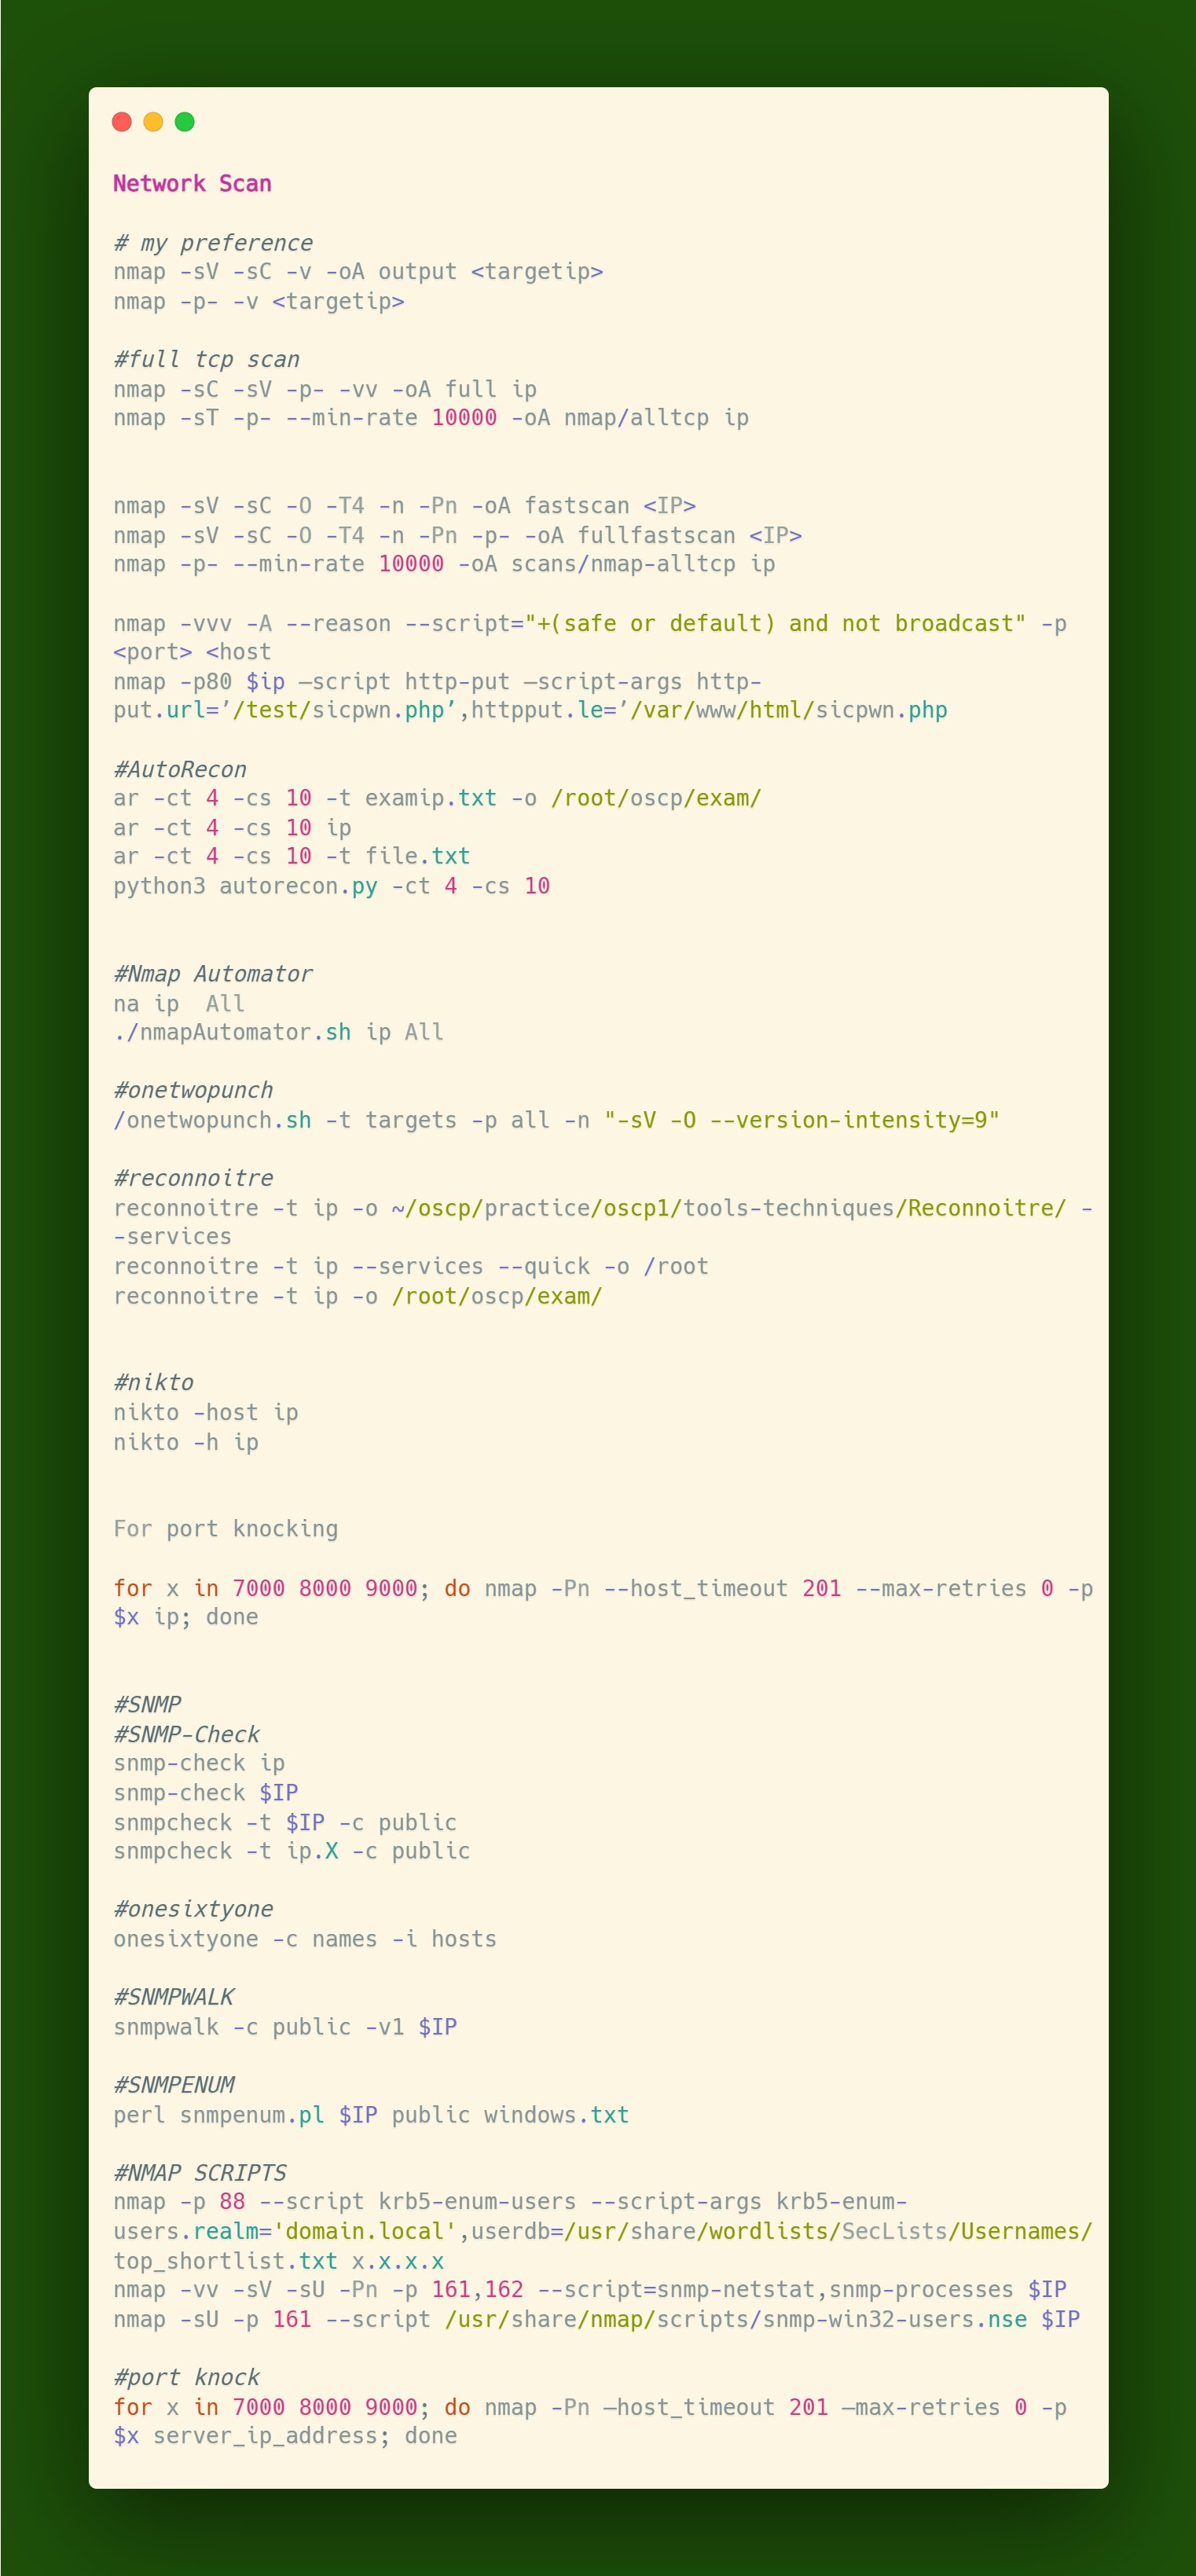 Network Scan
# my preference
nmap -sV -sC -v -oA output <targetip>
nmap -p- -v <targetip>
#full tcp scan
nmap -sC -sV -p- -vv -oA full ip
nmap -sT -p- --min-rate 10000 -oA nmap/alltcp ip
nmap -sV -sC -O -T4 -n -Pn -oA fastscan <IP>
nmap -sV -sC -O -T4 -n -Pn -p- -oA fullfastscan <IP>
nmap -p- --min-rate 10000 -oA scans/nmap-alltcp ip
nmap -vvv -A --reason --script="+(safe or default) and not broadcast" -p
<port> <host
nmap -p80 $ip –script http-put –script-args http-
put.url=’/test/sicpwn.php’,httpput.le=’/var/www/html/sicpwn.php
#AutoRecon
ar -ct 4 -cs 10 -t examip.txt -o /root/oscp/exam/
ar -ct 4 -cs 10 ip
ar -ct 4 -cs 10 -t file.txt
python3 autorecon.py -ct 4 -cs 10
#Nmap Automator
na ip  All
./nmapAutomator.sh ip All
#onetwopunch
/onetwopunch.sh -t targets -p all -n "-sV -O --version-intensity=9"
#reconnoitre
reconnoitre -t ip -o ~/oscp/practice/oscp1/tools-techniques/Reconnoitre/ -
-services
reconnoitre -t ip --services --quick -o /root
reconnoitre -t ip -o /root/oscp/exam/
#nikto
nikto -host ip
nikto -h ip
For port knocking
for x in 7000 8000 9000; do nmap -Pn --host_timeout 201 --max-retries 0 -p
$x ip; done
#SNMP
#SNMP-Check
snmp-check ip
snmp-check $IP
snmpcheck -t $IP -c public
snmpcheck -t ip.X -c public
#onesixtyone
onesixtyone -c names -i hosts
#SNMPWALK
snmpwalk -c public -v1 $IP
#SNMPENUM
perl snmpenum.pl $IP public windows.txt
#NMAP SCRIPTS
nmap -p 88 --script krb5-enum-users --script-args krb5-enum-
users.realm='domain.local',userdb=/usr/share/wordlists/SecLists/Usernames/
top_shortlist.txt x.x.x.x
nmap -vv -sV -sU -Pn -p 161,162 --script=snmp-netstat,snmp-processes $IP
nmap -sU -p 161 --script /usr/share/nmap/scripts/snmp-win32-users.nse $IP
#port knock
for x in 7000 8000 9000; do nmap -Pn –host_timeout 201 –max-retries 0 -p
$x server_ip_address; done